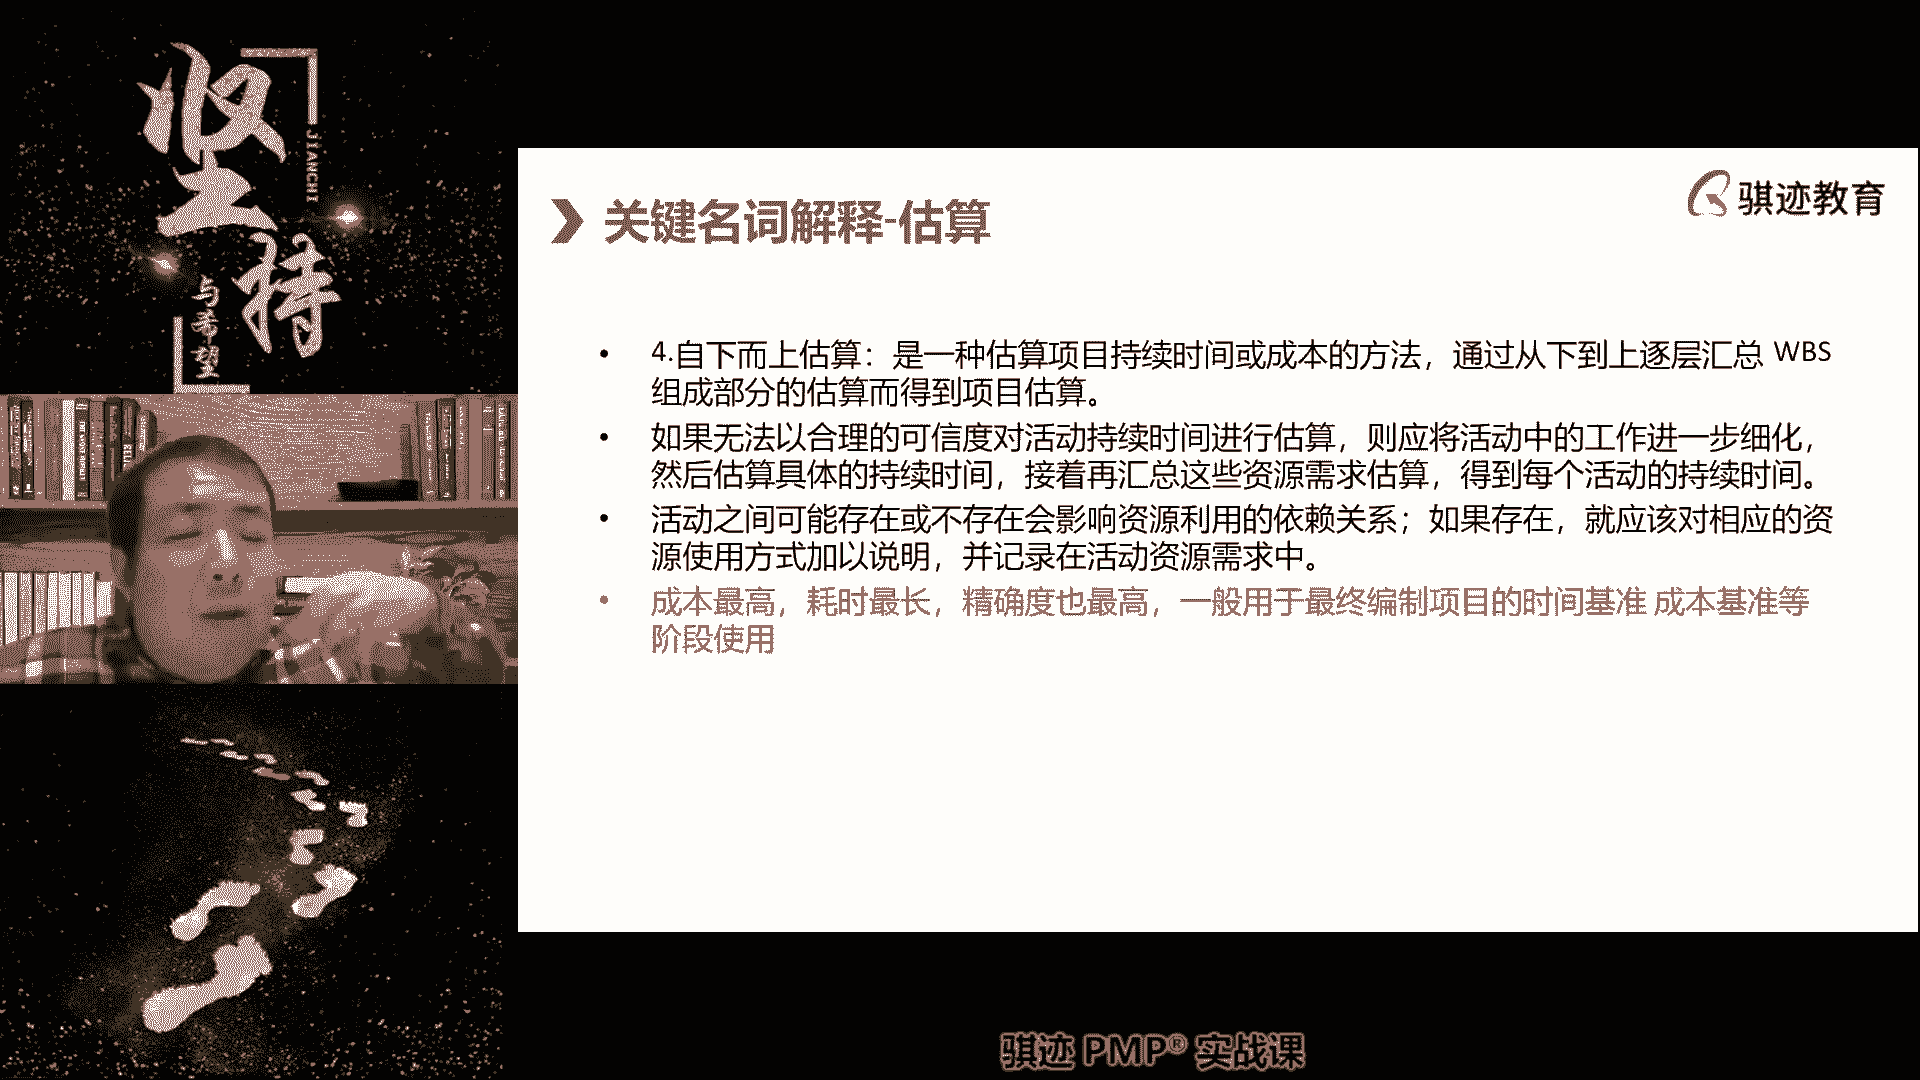 坚持
JIANCHI
与希望
骐迹教育
关键名词解释-估算
4.自下而上估算：是一种估算项目持续时间或成本的方法，通过从下到上逐层汇总 WBS
组成部分的估算而得到项目估算。
如果无法以合理的可信度对活动持续时间进行估算，则应将活动中的工作进一步细化，
然后估算具体的持续时间，接着再汇总这些资源需求估算，得到每个活动的持续时间。
活动之间可能存在或不存在会影响资源利用的依赖关系；如果存在，就应该对相应的资
源使用方式加以说明，并记录在活动资源需求中。
成本最高，耗时最长，精确度也最高，一般用于最终编制项目的时间基准 成本基准等
阶段使用
骐迹 PMP® 实战课